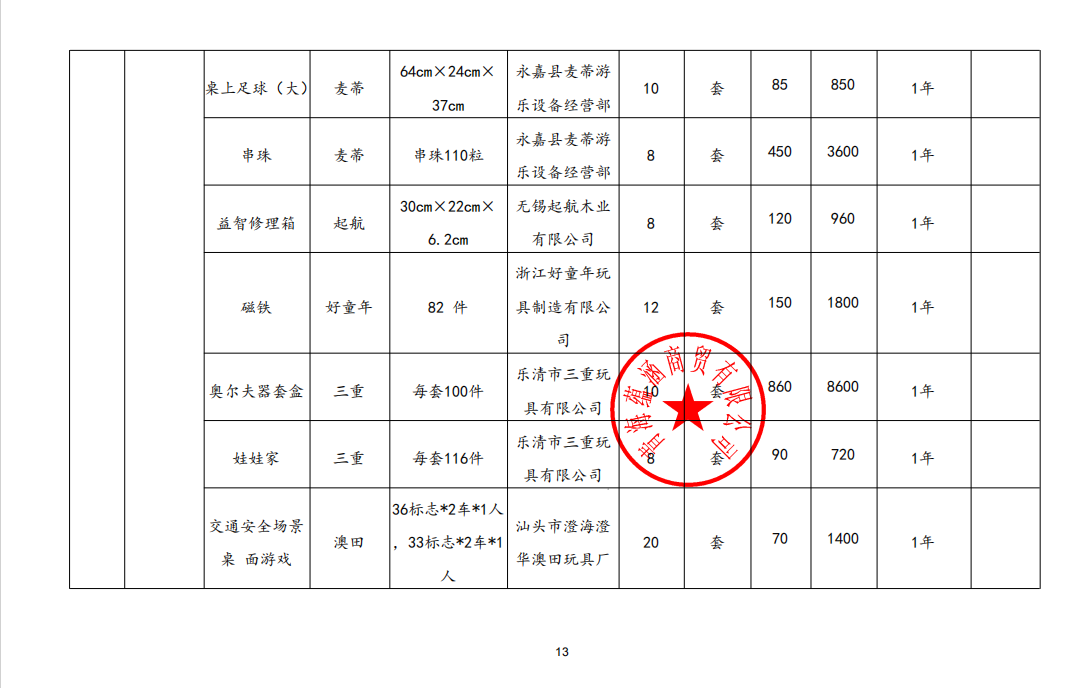 桌上足球（大） 麦蒂 64cm×24cm×
37cm 永嘉县麦蒂游
乐设备经营部 10 套 85 850 1年
串珠 麦蒂 串珠110粒 永嘉县麦蒂游
乐设备经营部 8 套 450 3600 1年
益智修理箱 起航 30cm×22cm×
6.2cm 无锡起航木业
有限公司 8 套 120 960 1年
磁铁 好童年 82 件 浙江好童年玩
具制造有限公
司 12 套 150 1800 1年
奥尔夫器套盒 三重 每套100件 乐清市三重玩
具有限公司 10 套 860 8600 1年
娃娃家 三重 每套116件 乐清市三重玩
具有限公司 8 套 90 720 1年
交通安全场景
桌 面游戏 澳田 36标志*2车*1人
，33标志*2车*1
人 汕头市澄海澄
华澳田玩具厂 20 套 70 1400 1年
青海蕴涵商贸有限公司
13